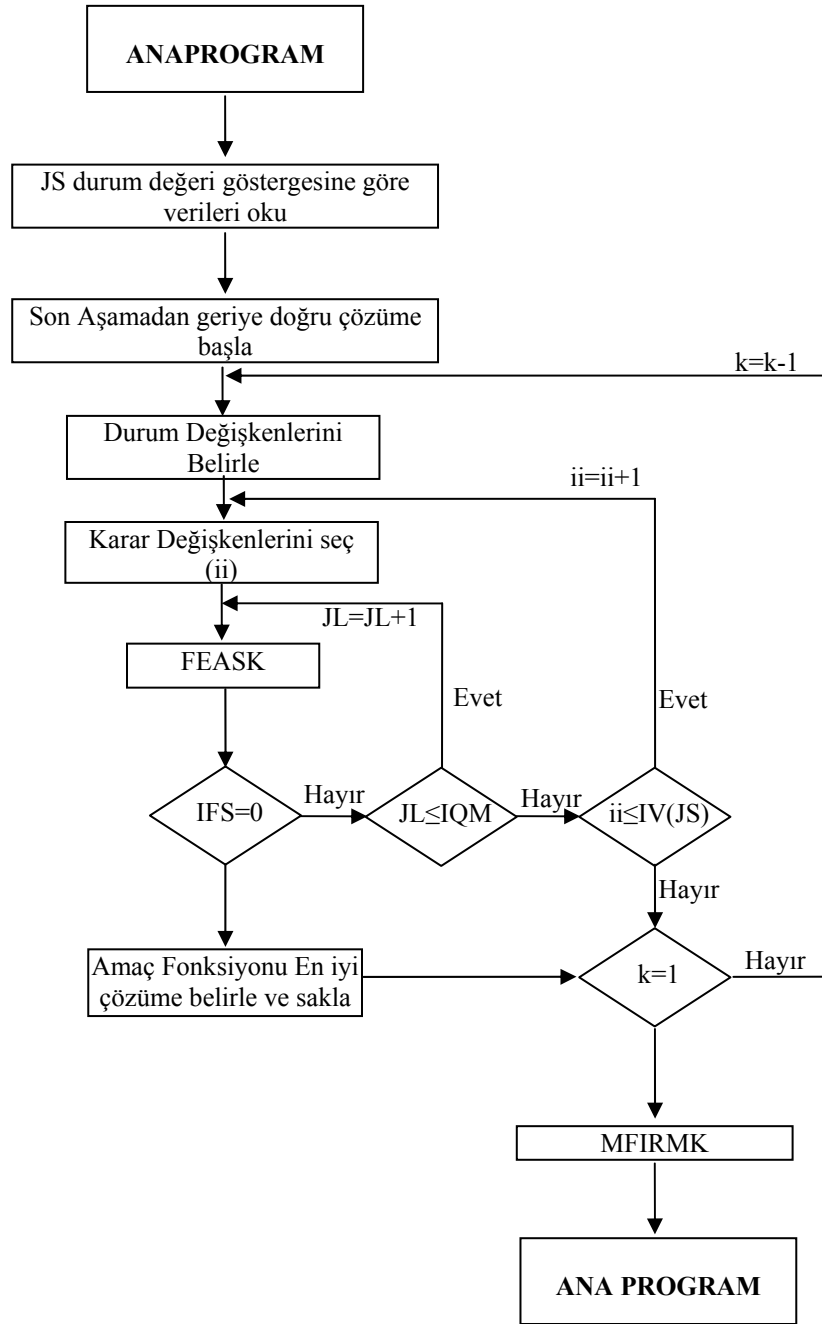 ANAPROGRAM
JS durum değeri göstergesine göre
verileri oku
Son Aşamadan geriye doğru çözüme
başla
k=k-1
Durum Değişkenlerini
Belirle
ii=ii+1
Karar Değişkenlerini seç
(ii)
JL=JL+1
FEASK
Evet
Evet
IFS=0
Hayır
JL≤IQM
Hayır
ii≤IV(JS)
Hayır
Amaç Fonksiyonu En iyi
çözüme belirle ve sakla
k=1
Hayır
MFIRMK
ANA PROGRAM